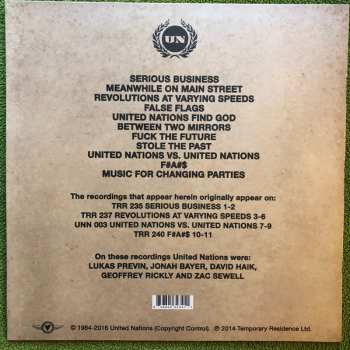 UN
SERIOUS BUSINESS
MEANWHILE ON MAIN STREET
REVOLUTIONS AT VARYING SPEEDS
FALSE FLAGS
UNITED NATIONS FIND GOD
BETWEEN TWO MIRRORS
FUCK THE FUTURE
STOLE THE PAST
UNITED NATIONS VS. UNITED NATIONS
F#A#$
MUSIC FOR CHANGING PARTIES
The recordings that appear herein originally appear on:
TRR 235 SERIOUS BUSINESS 1-2
TRR 237 REVOLUTIONS AT VARYING SPEEDS 3-6
UNN 003 UNITED NATIONS VS. UNITED NATIONS 7-9
TRR 240 F#A#$ 10-11
On these recordings United Nations were:
LUKAS PREVIN, JONAH BAYER, DAVID HAIK,
GEOFFREY RICKLY AND ZAC SEWELL
© 1984-2016 United Nations (Copyright Control). ℗ 2014 Temporary Residence Ltd.